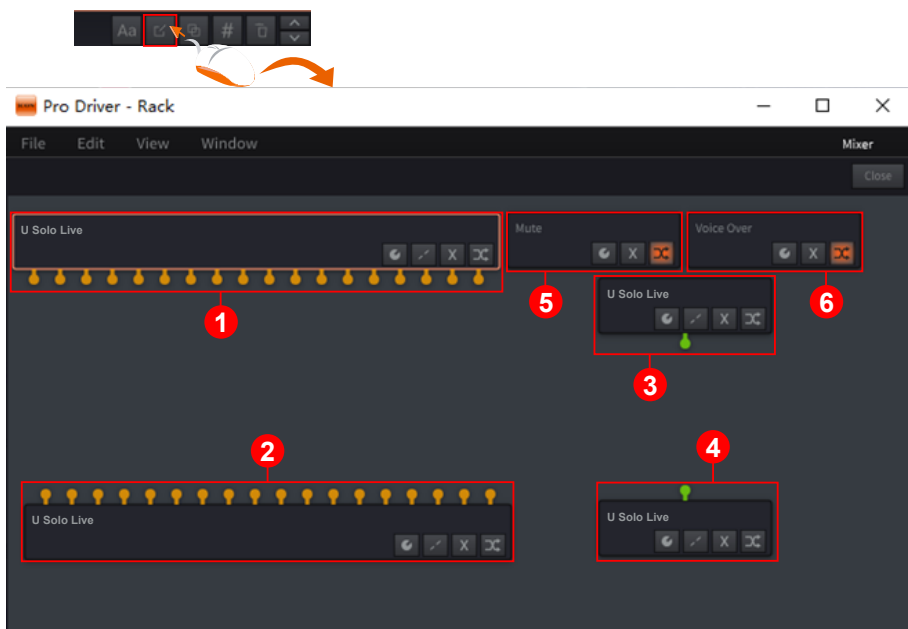 Aa #
Pro Driver - Rack
File Edit View Window Mixer
Close
U Solo Live
X
Mute
X
Voice Over
X
1
5
6
U Solo Live
X
3
2
4
U Solo Live
X
U Solo Live
X